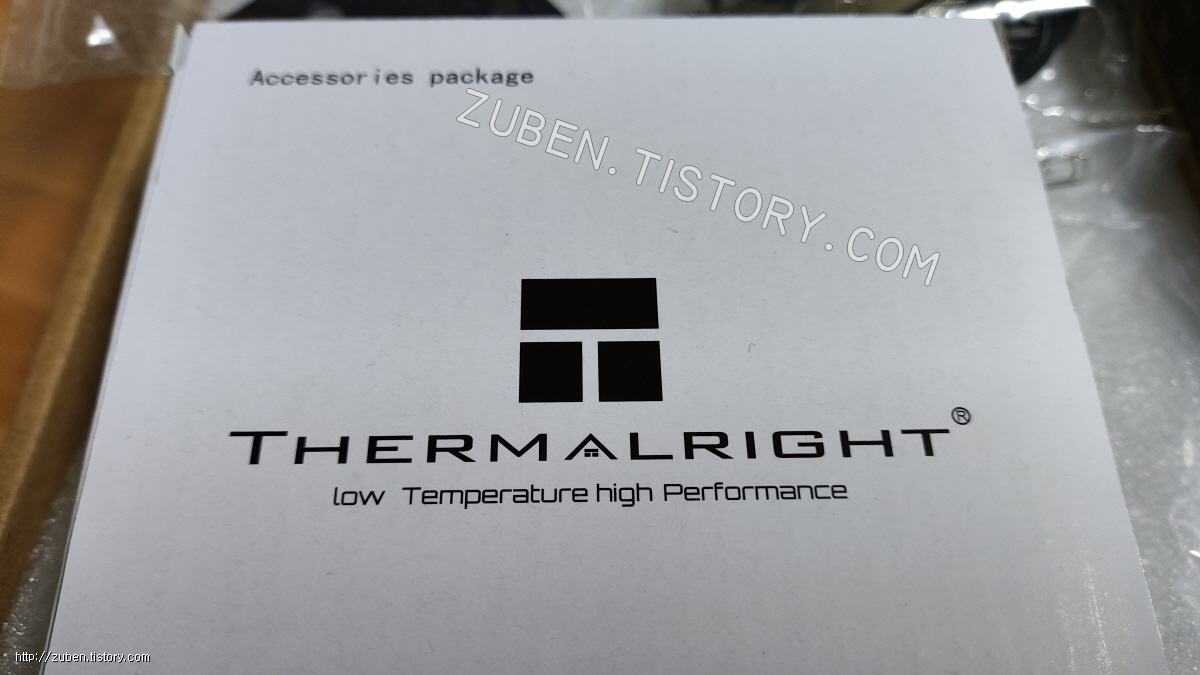 Accessories package
ZUBEN.TISTORY.COM
THERMALRIGHT®
low Temperature high Performance
http://zuben.tistory.com